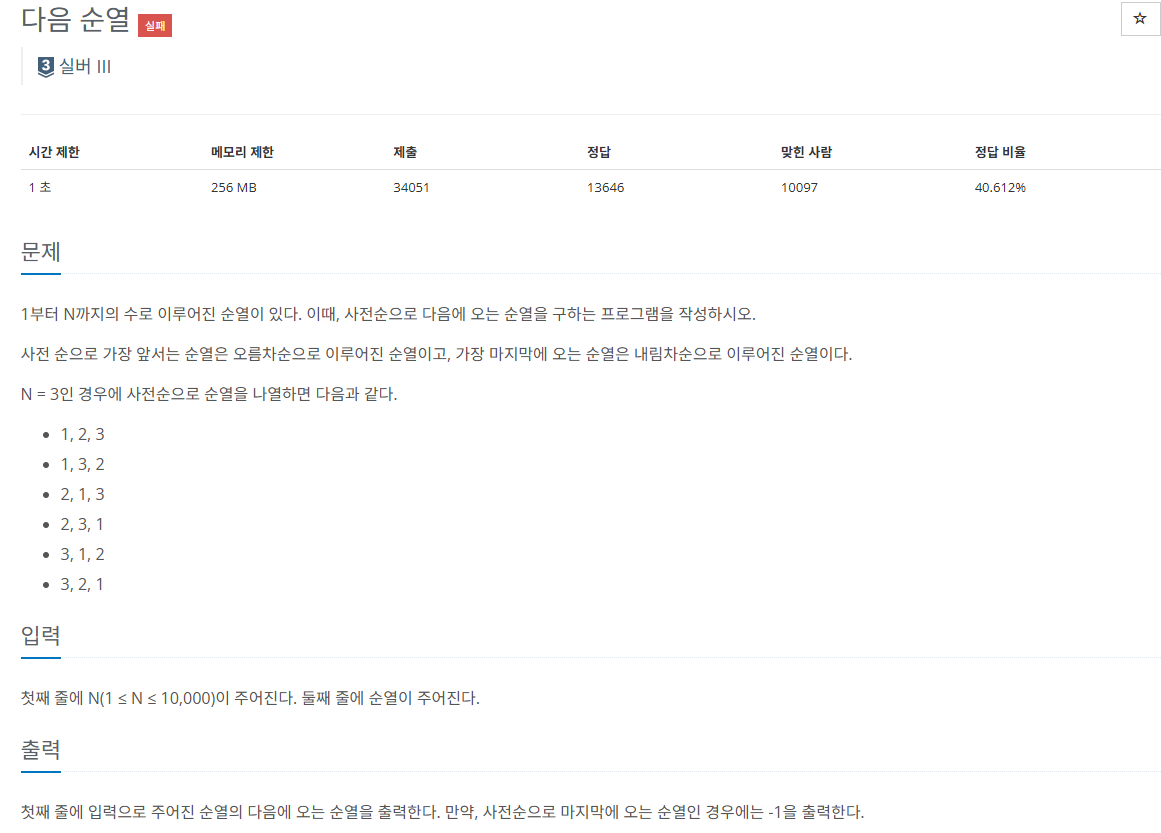 다음 순열 실패
☆
3 실버 III
시간 제한 메모리 제한 제출 정답 맞힌 사람 정답 비율
1 초 256 MB 34051 13646 10097 40.612%
문제
1부터 N까지의 수로 이루어진 순열이 있다. 이때, 사전순으로 다음에 오는 순열을 구하는 프로그램을 작성하시오.
사전 순으로 가장 앞서는 순열은 오름차순으로 이루어진 순열이고, 가장 마지막에 오는 순열은 내림차순으로 이루어진 순열이다.
N = 3인 경우에 사전순으로 순열을 나열하면 다음과 같다.
• 1, 2, 3
• 1, 3, 2
• 2, 1, 3
• 2, 3, 1
• 3, 1, 2
• 3, 2, 1
입력
첫째 줄에 N(1 ≤ N ≤ 10,000)이 주어진다. 둘째 줄에 순열이 주어진다.
출력
첫째 줄에 입력으로 주어진 순열의 다음에 오는 순열을 출력한다. 만약, 사전순으로 마지막에 오는 순열인 경우에는 -1을 출력한다.